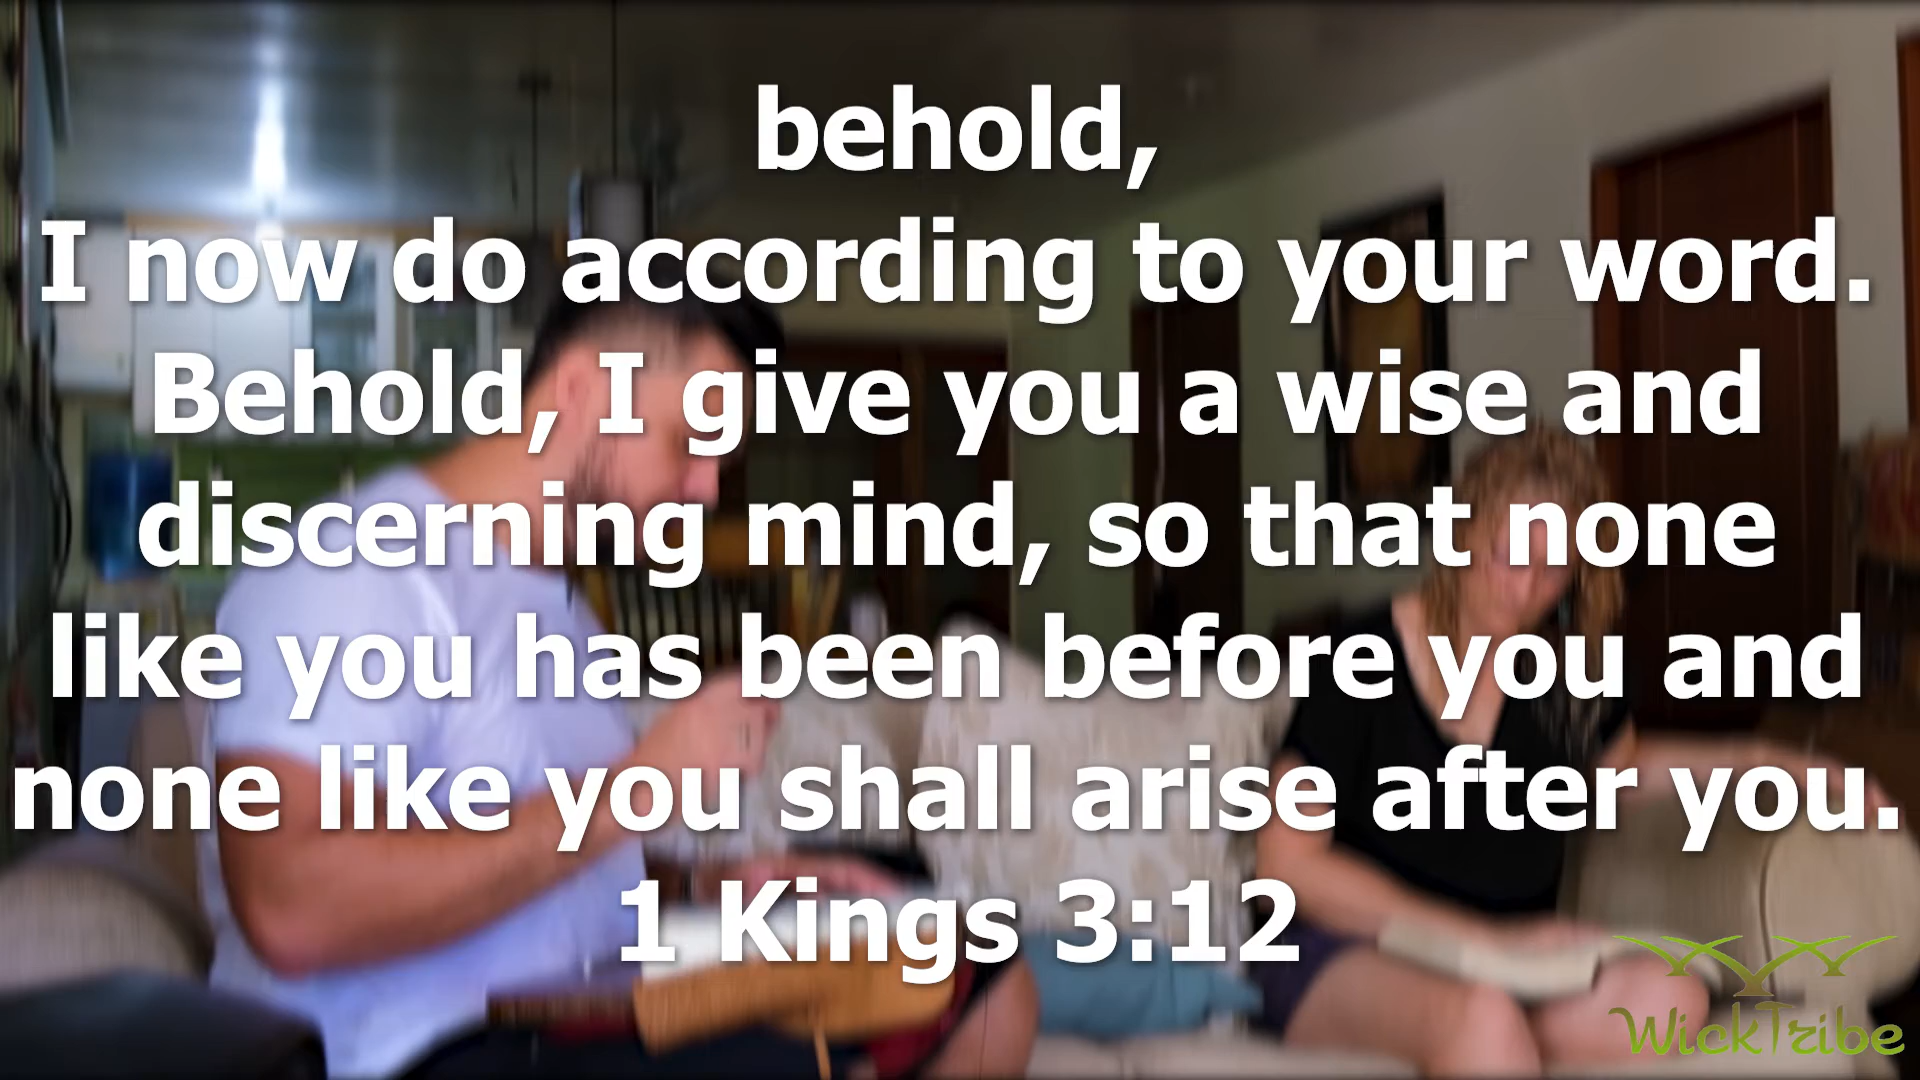 behold,
I now do according to your word.
Behold, I give you a wise and
discerning mind, so that none
like you has been before you and
none like you shall arise after you.
1 Kings 3:12
WickTribe